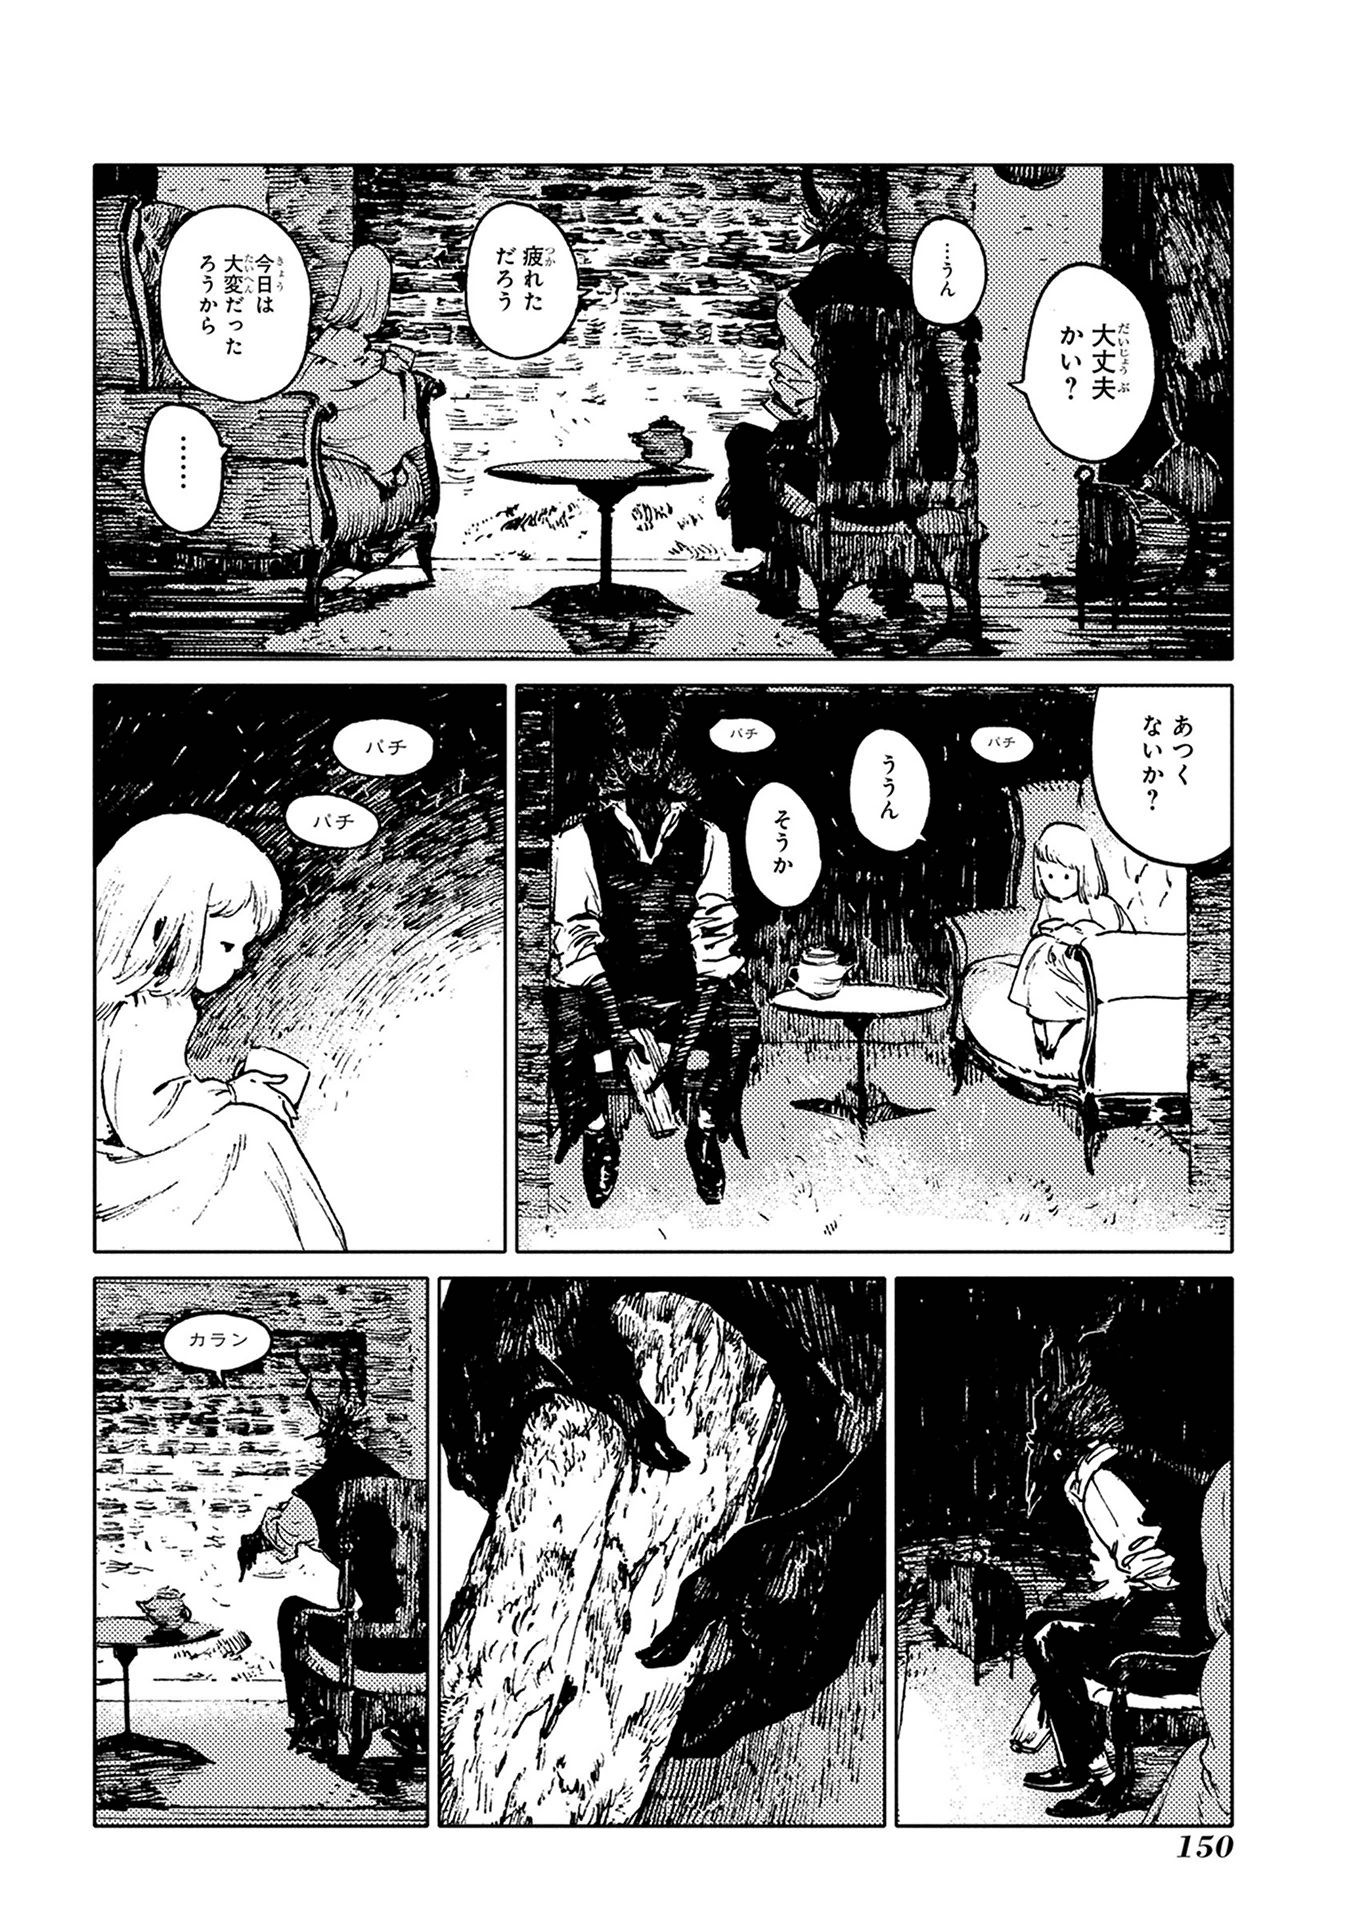 大丈夫
かい？
…うん
疲れた
だろう
今日は
大変だった
ろうから
……
あつく
ないか？
パチ
ううん
パチ
そうか
パチ
パチ
カラン
150